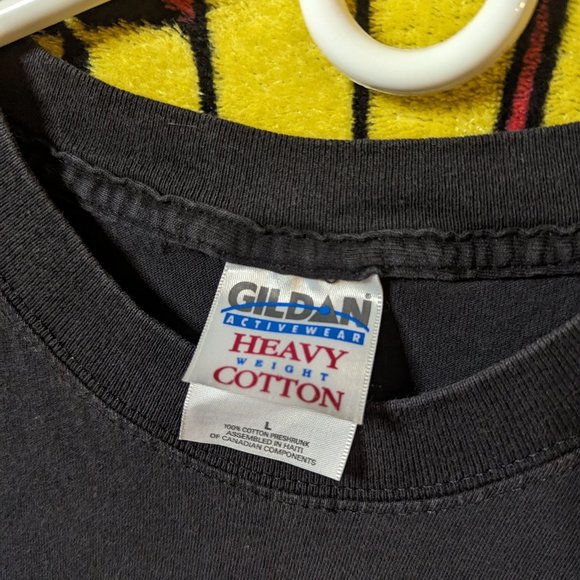 GILDAN®
ACTIVEWEAR
HEAVY
WEIGHT
COTTON
L
100% COTTON PRESHRUNK
ASSEMBLED IN HAITI
OF CANADIAN COMPONENTS